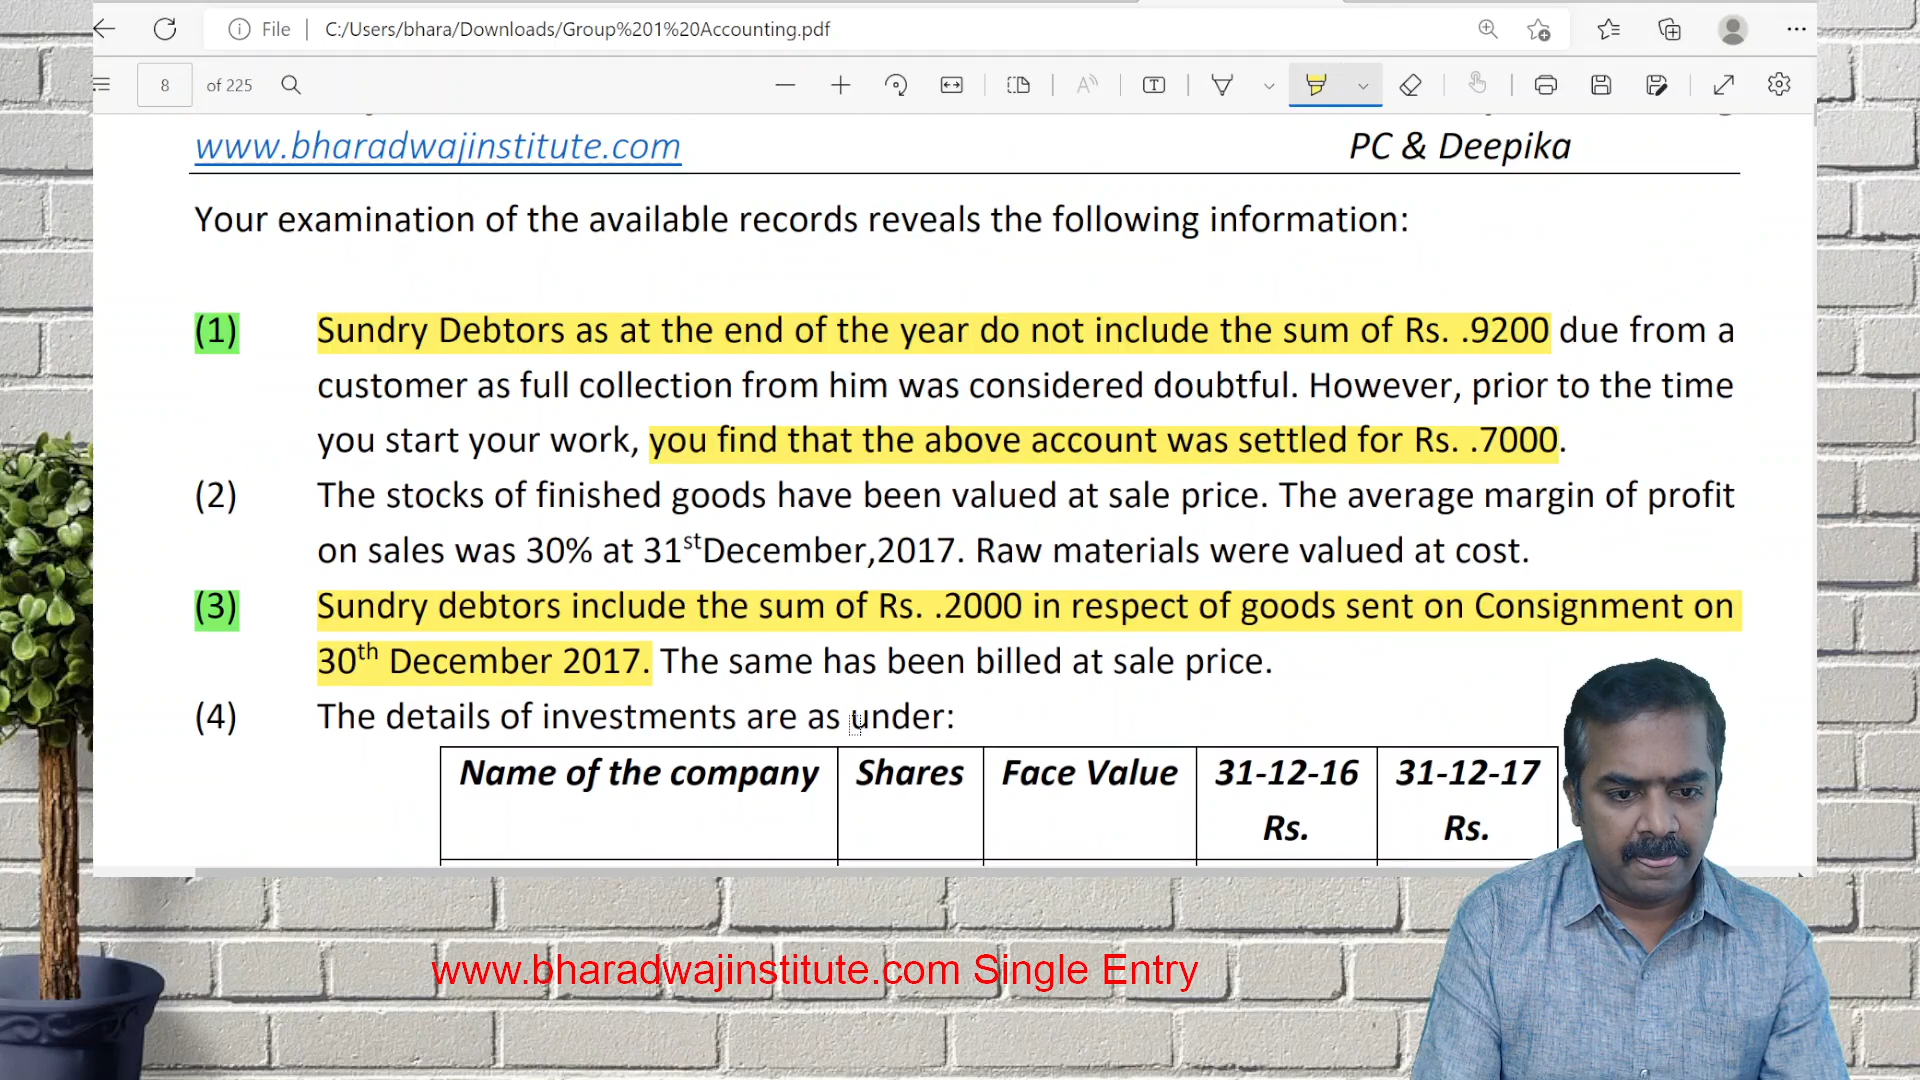 File
C:/Users/bhara/Downloads/Group%201%20Accounting.pdf
8 of 225
www.bharadwajinstitute.com PC & Deepika
Your examination of the available records reveals the following information:
(1) Sundry Debtors as at the end of the year do not include the sum of Rs. .9200 due from a
customer as full collection from him was considered doubtful. However, prior to the time
you start your work, you find that the above account was settled for Rs. .7000.
(2) The stocks of finished goods have been valued at sale price. The average margin of profit
on sales was 30% at 31stDecember,2017. Raw materials were valued at cost.
(3) Sundry debtors include the sum of Rs. .2000 in respect of goods sent on Consignment on
30th December 2017. The same has been billed at sale price.
(4) The details of investments are as under:
Name of the company Shares Face Value 31-12-16 31-12-17
Rs. Rs.
www.bharadwajinstitute.com Single Entry